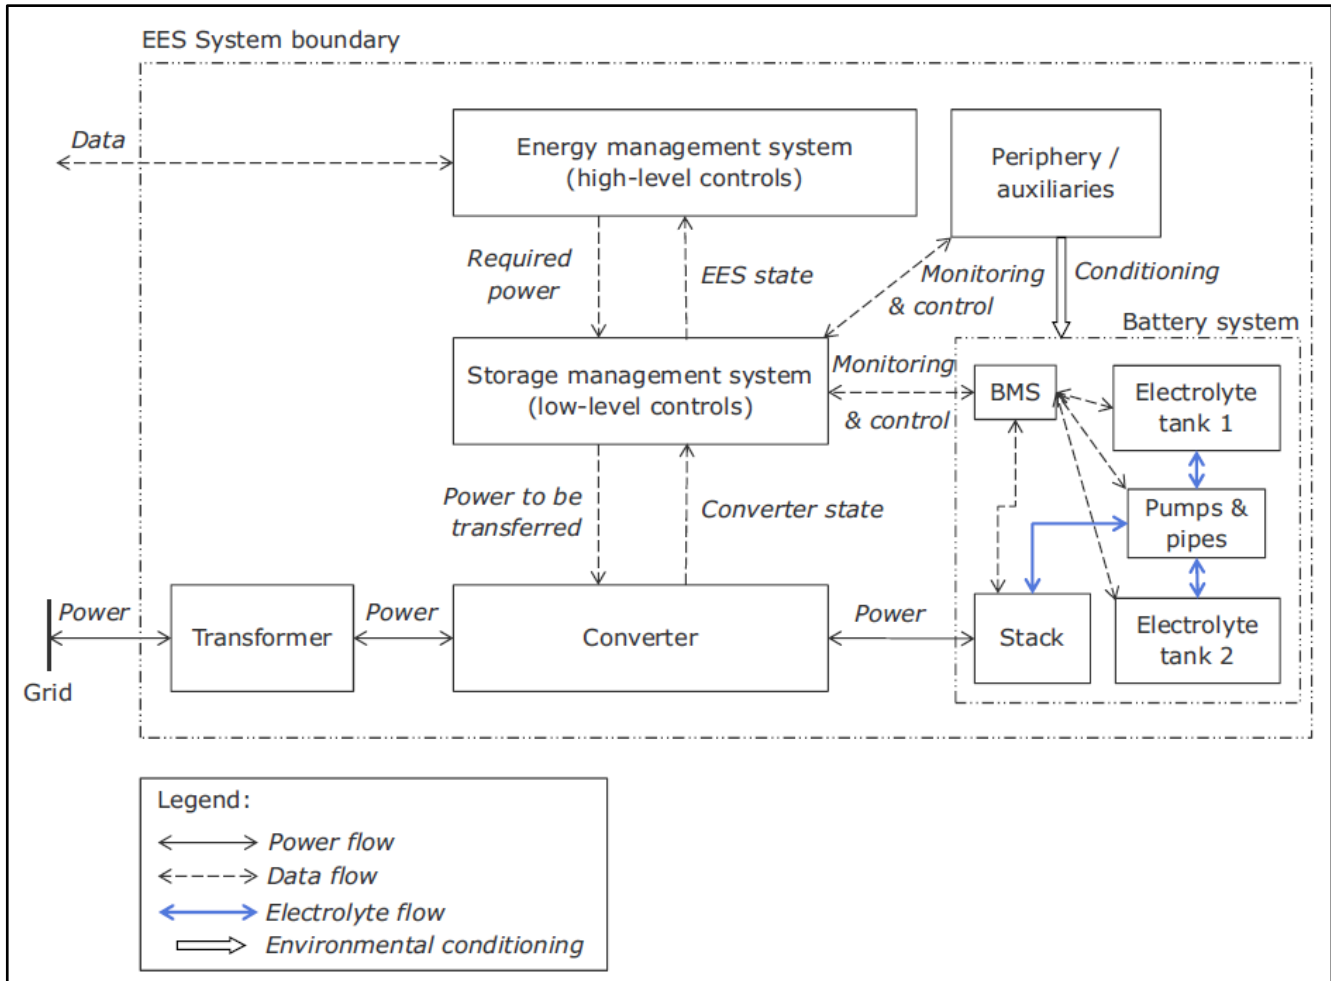 EES System boundary
Data
Energy management system
(high-level controls)
Periphery /
auxiliaries
Required
power
EES state
Monitoring
& control
Conditioning
Battery system
Storage management system
(low-level controls)
Monitoring
& control
BMS
Electrolyte
tank 1
Power to be
transferred
Converter state
Pumps &
pipes
Power
Transformer
Power
Converter
Power
Stack
Electrolyte
tank 2
Grid
Legend:
Power flow
Data flow
Electrolyte flow
Environmental conditioning